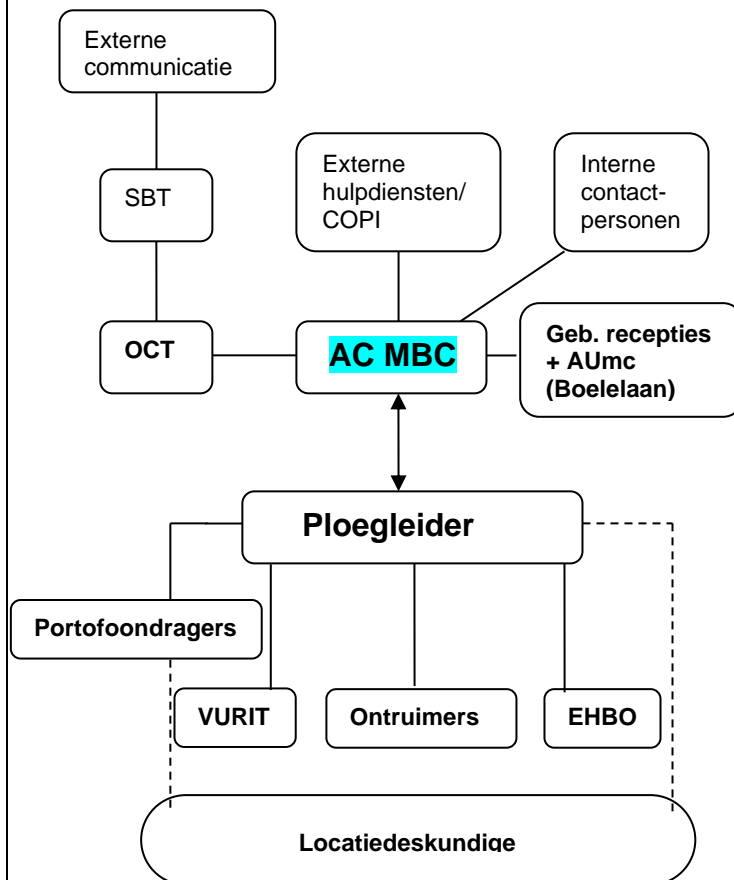 Externe
communicatie
SBT
Externe
hulpdiensten/
COPI
Interne
contact-
personen
OCT
AC MBC
Geb. recepties
+ AUmc
(Boelelaan)
Ploegleider
Portofoondragers
VURIT
Ontruimers
EHBO
Locatiedeskundige